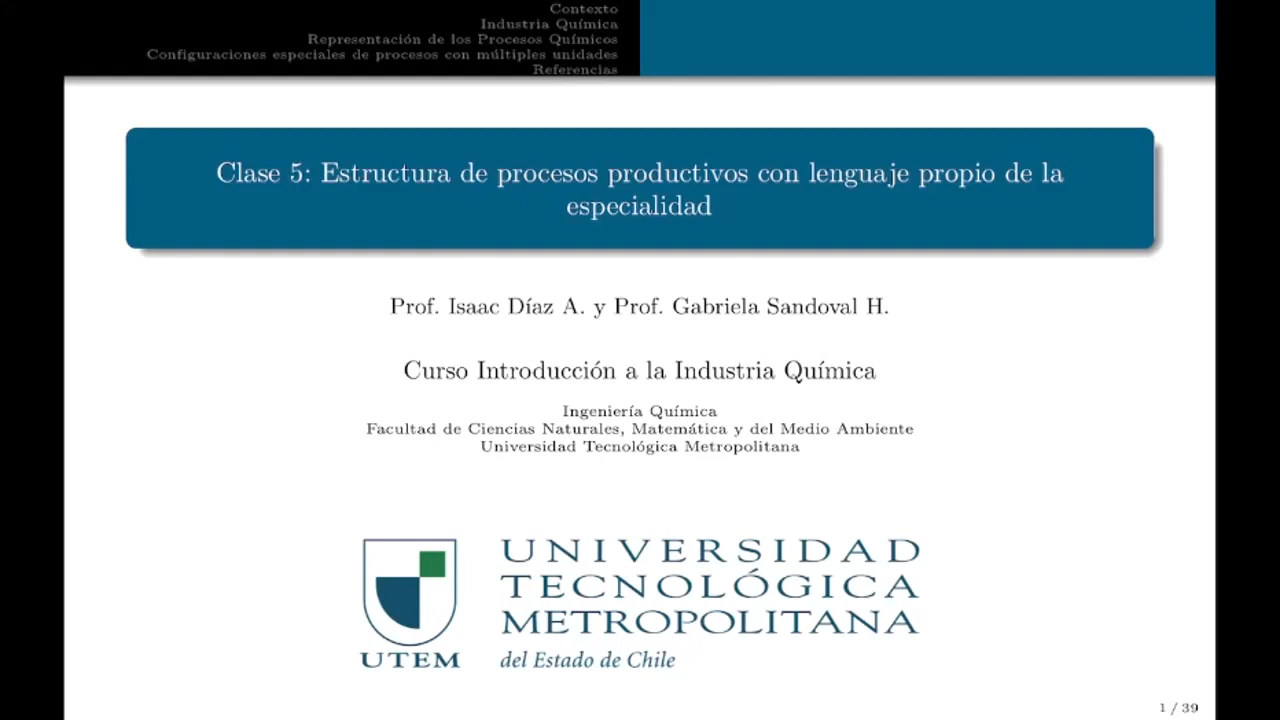 Contexto
Industria Química
Representación de los Procesos Químicos
Configuraciones especiales de procesos con múltiples unidades
Referencias
Clase 5: Estructura de procesos productivos con lenguaje propio de la
especialidad
Prof. Isaac Díaz A. y Prof. Gabriela Sandoval H.
Curso Introducción a la Industria Química
Ingeniería Química
Facultad de Ciencias Naturales, Matemática y del Medio Ambiente
Universidad Tecnológica Metropolitana
UNIVERSIDAD
TECNOLÓGICA
METROPOLITANA
UTEM
del Estado de Chile
1 / 39